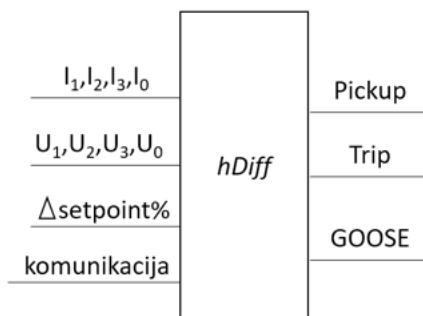 I₁,I₂,I₃,I₀
U₁,U₂,U₃,U₀
Δsetpoint%
komunikacija
hDiff
Pickup
Trip
GOOSE